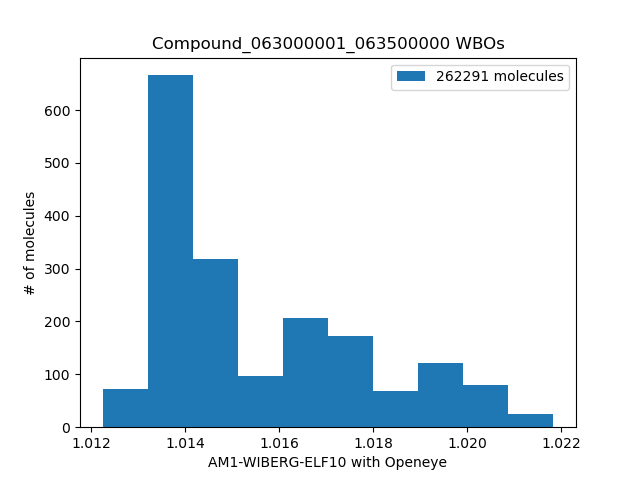 Compound_063000001_063500000 WBOs
262291 molecules
# of molecules
600
500
400
300
200
100
0
1.012 1.014 1.016 1.018 1.020 1.022
AM1-WIBERG-ELF10 with Openeye